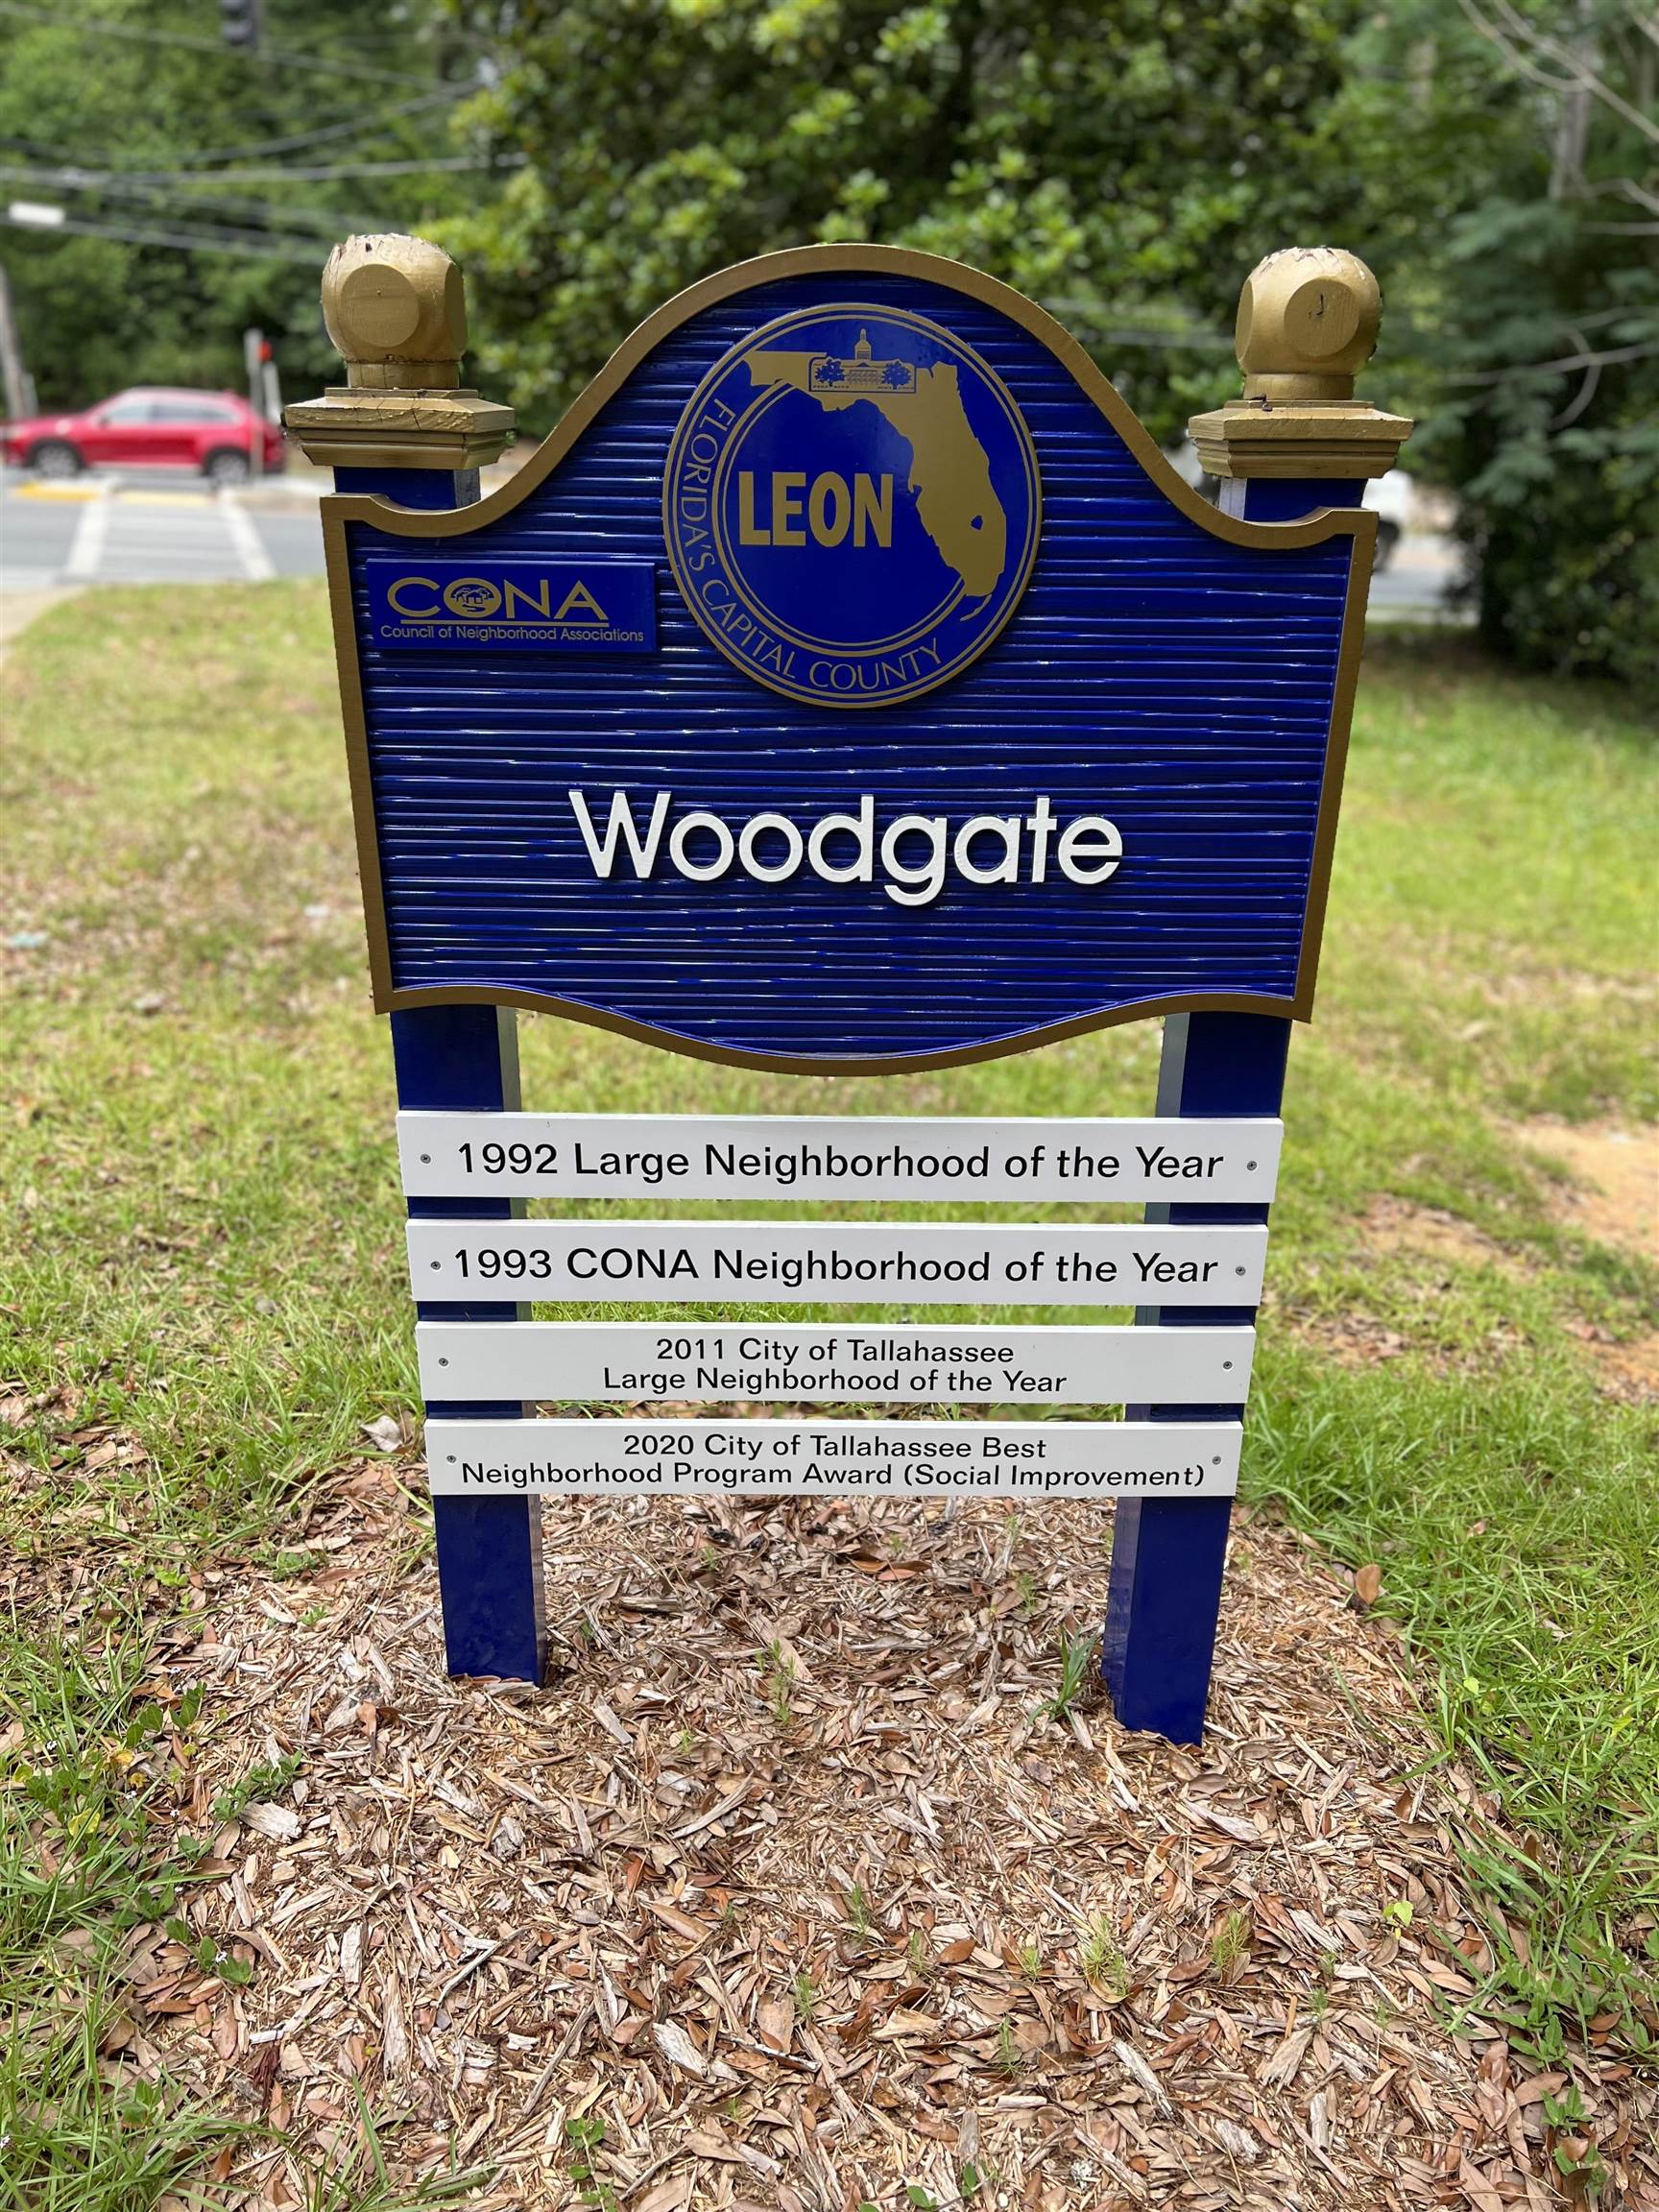 LEON
FLORIDA'S CAPITAL COUNTY
CONA
Council of Neighborhood Associations
Woodgate
1992 Large Neighborhood of the Year
1993 CONA Neighborhood of the Year
2011 City of Tallahassee
Large Neighborhood of the Year
2020 City of Tallahassee Best
Neighborhood Program Award (Social Improvement)